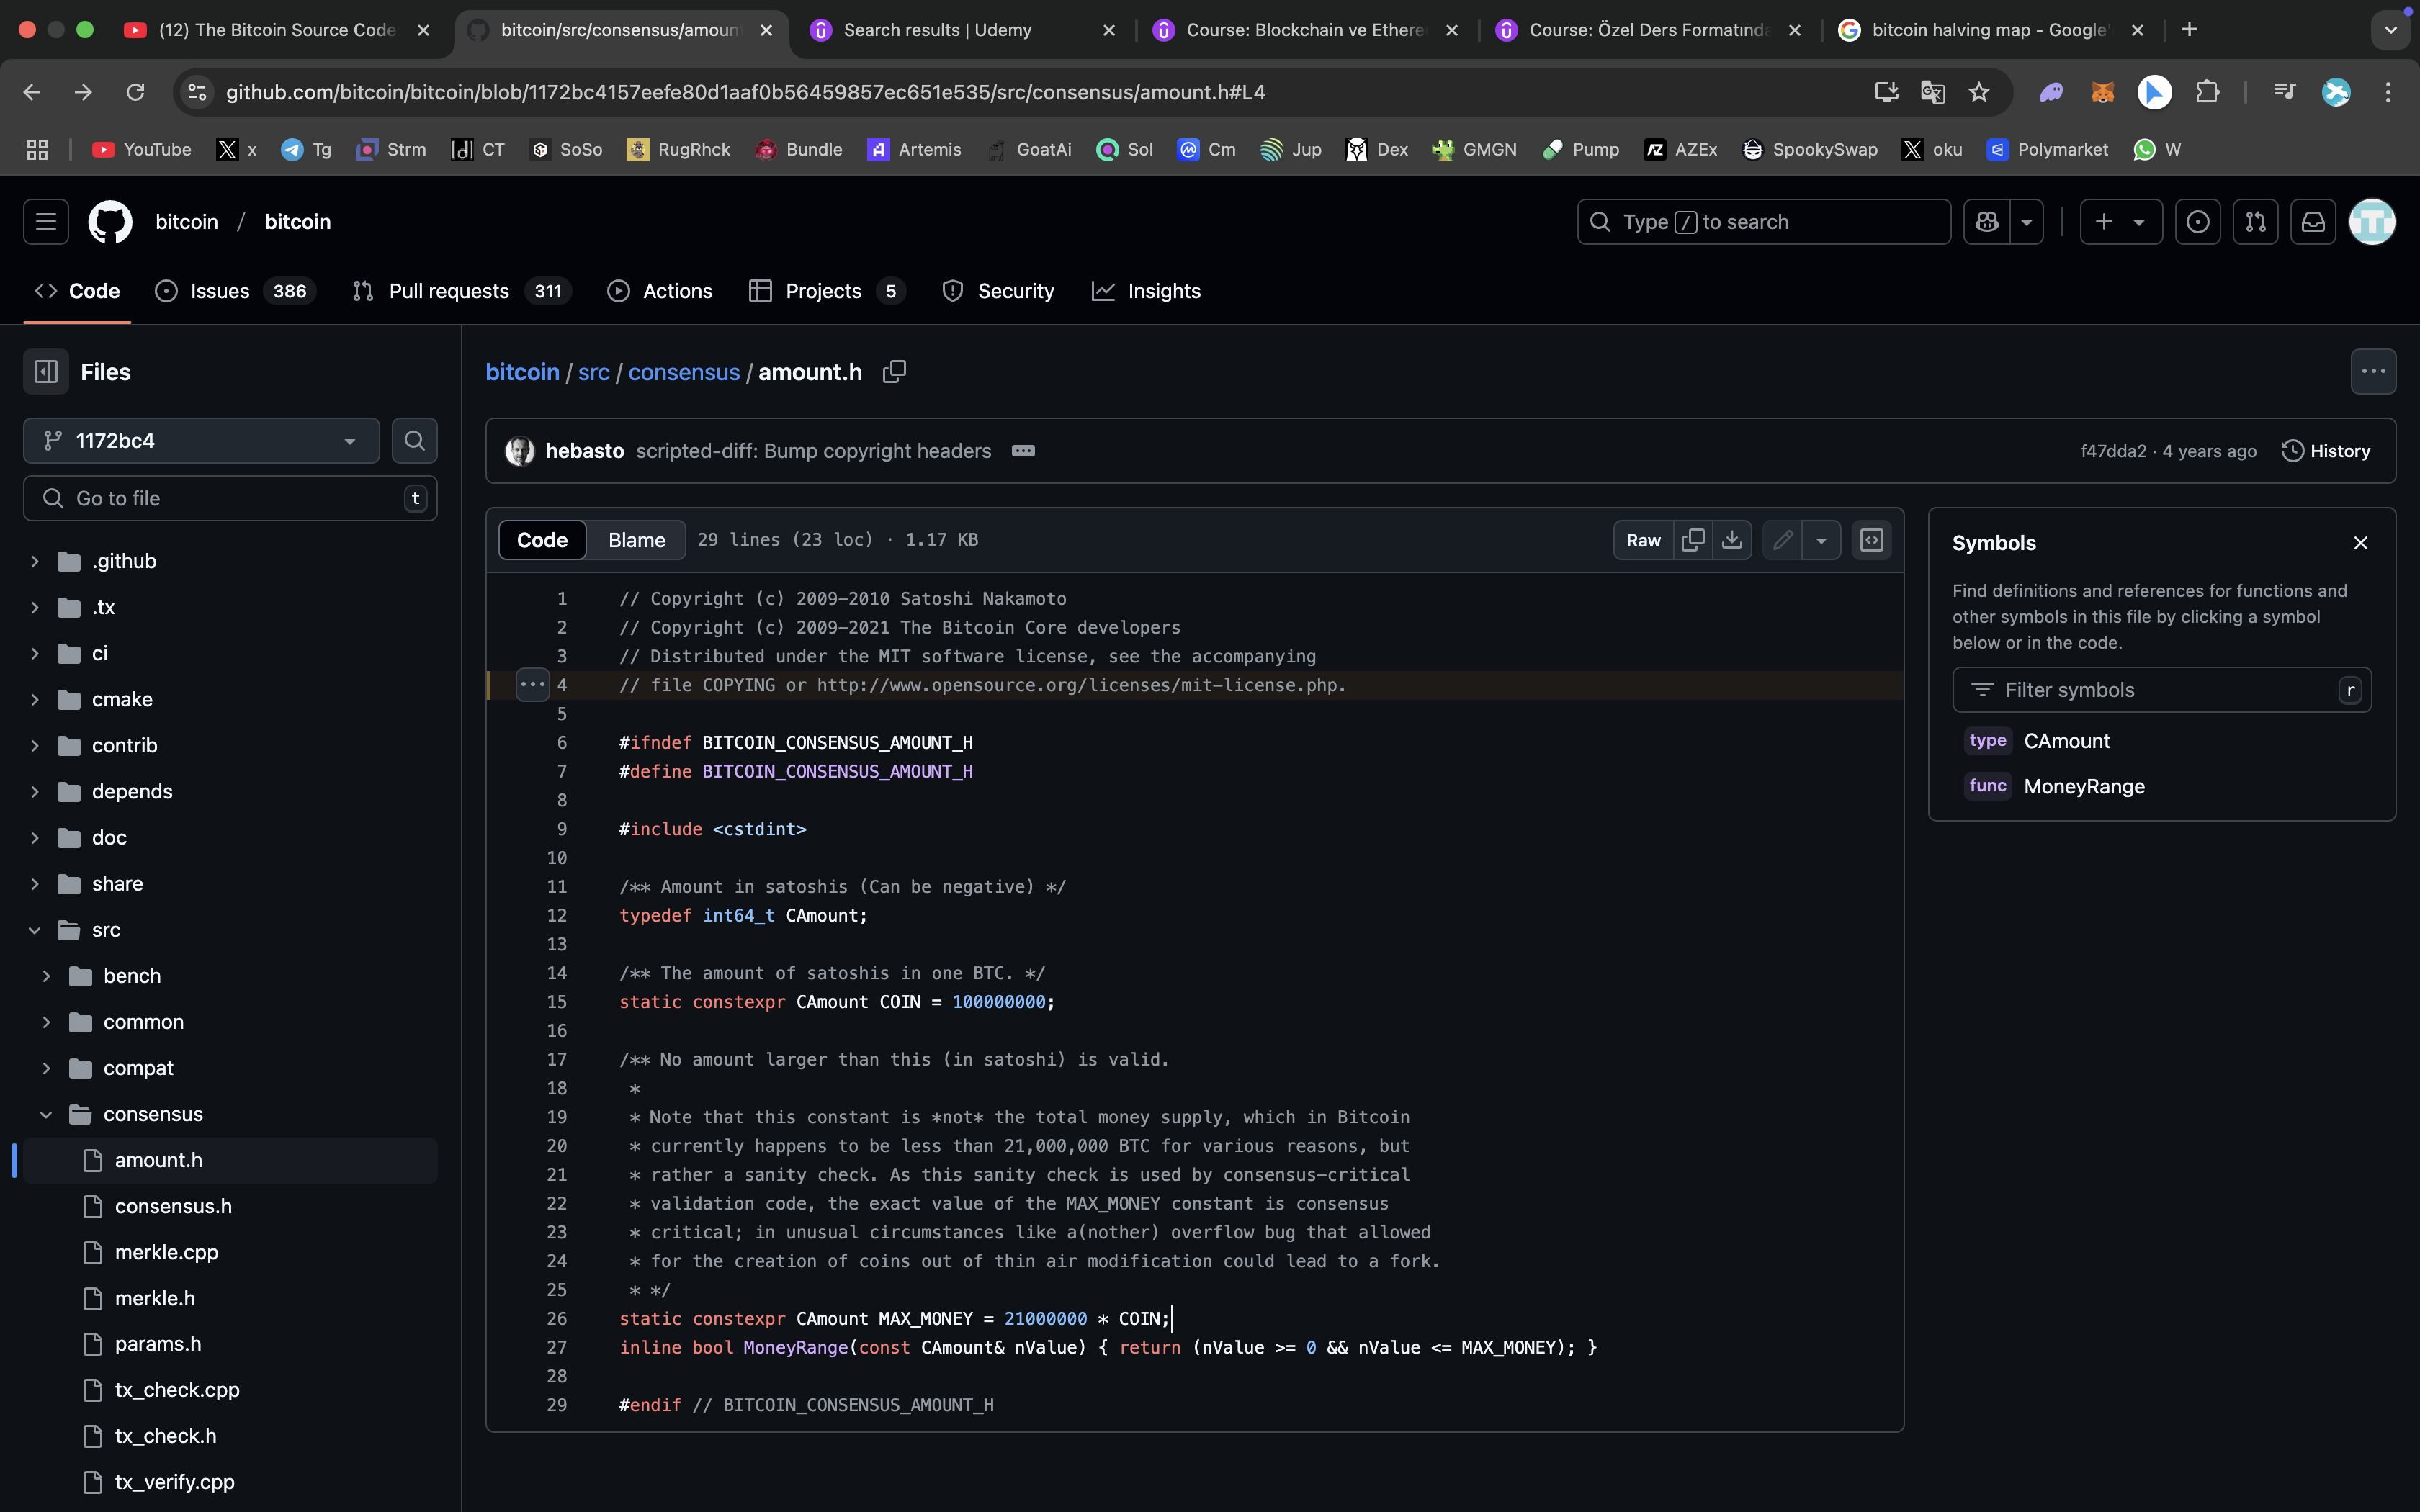 (12) The Bitcoin Source Code
bitcoin/src/consensus/amount
Search results | Udemy
Course: Blockchain ve Ethere
Course: Özel Ders Formatında
bitcoin halving map - Google'
github.com/bitcoin/bitcoin/blob/1172bc4157eefe80d1aaf0b56459857ec651e535/src/consensus/amount.h#L4
YouTube
x
Tg
Strm
CT
SoSo
RugRhck
Bundle
Artemis
GoatAi
Sol
Cm
Jup
Dex
GMGN
Pump
AZEx
SpookySwap
oku
Polymarket
W
bitcoin / bitcoin
Type / to search
Code
Issues 386
Pull requests 311
Actions
Projects 5
Security
Insights
Files
1172bc4
Go to file
t
.github
.tx
ci
cmake
contrib
depends
doc
share
src
bench
common
compat
consensus
amount.h
consensus.h
merkle.cpp
merkle.h
params.h
tx_check.cpp
tx_check.h
tx_verify.cpp
bitcoin / src / consensus / amount.h
hebasto scripted-diff: Bump copyright headers
f47dda2 · 4 years ago
History
Code
Blame
29 lines (23 loc) · 1.17 KB
Raw
1 // Copyright (c) 2009-2010 Satoshi Nakamoto
2 // Copyright (c) 2009-2021 The Bitcoin Core developers
3 // Distributed under the MIT software license, see the accompanying
4 // file COPYING or http://www.opensource.org/licenses/mit-license.php.
5
6 #ifndef BITCOIN_CONSENSUS_AMOUNT_H
7 #define BITCOIN_CONSENSUS_AMOUNT_H
8
9 #include <cstdint>
10
11 /** Amount in satoshis (Can be negative) */
12 typedef int64_t CAmount;
13
14 /** The amount of satoshis in one BTC. */
15 static constexpr CAmount COIN = 100000000;
16
17 /** No amount larger than this (in satoshi) is valid.
18 *
19 * Note that this constant is *not* the total money supply, which in Bitcoin
20 * currently happens to be less than 21,000,000 BTC for various reasons, but
21 * rather a sanity check. As this sanity check is used by consensus-critical
22 * validation code, the exact value of the MAX_MONEY constant is consensus
23 * critical; in unusual circumstances like a(nother) overflow bug that allowed
24 * for the creation of coins out of thin air modification could lead to a fork.
25 * */
26 static constexpr CAmount MAX_MONEY = 21000000 * COIN;
27 inline bool MoneyRange(const CAmount& nValue) { return (nValue >= 0 && nValue <= MAX_MONEY); }
28
29 #endif // BITCOIN_CONSENSUS_AMOUNT_H
Symbols
Find definitions and references for functions and
other symbols in this file by clicking a symbol
below or in the code.
Filter symbols
r
type CAmount
func MoneyRange